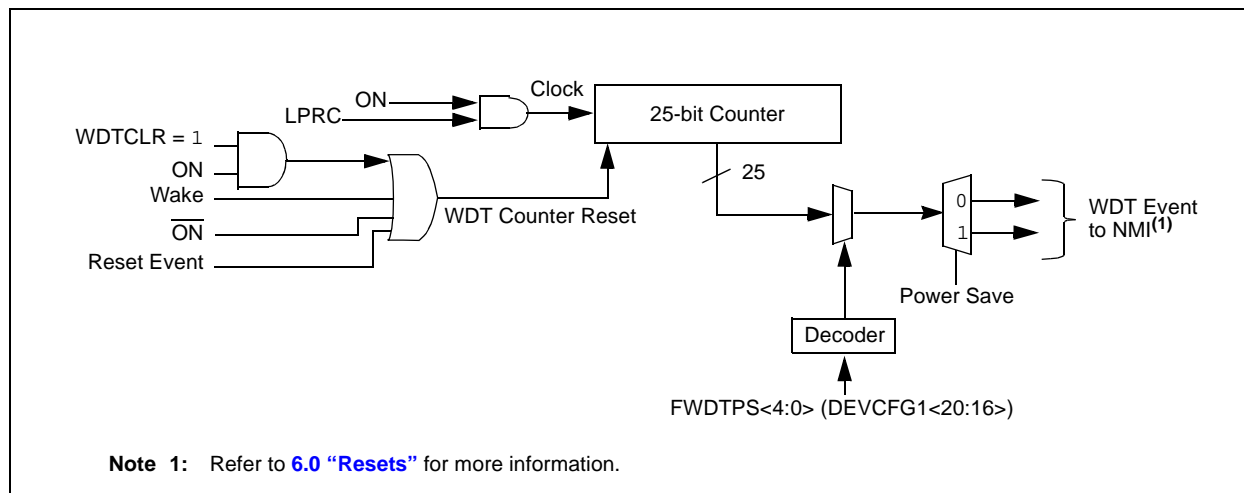 ON
LPRC
Clock
25-bit Counter
WDTCLR = 1
ON
Wake
ON
Reset Event
WDT Counter Reset
25
0
1
WDT Event
to NMI(1)
Power Save
Decoder
FWDTPS<4:0> (DEVCFG1<20:16>)
Note 1: Refer to 6.0 “Resets” for more information.